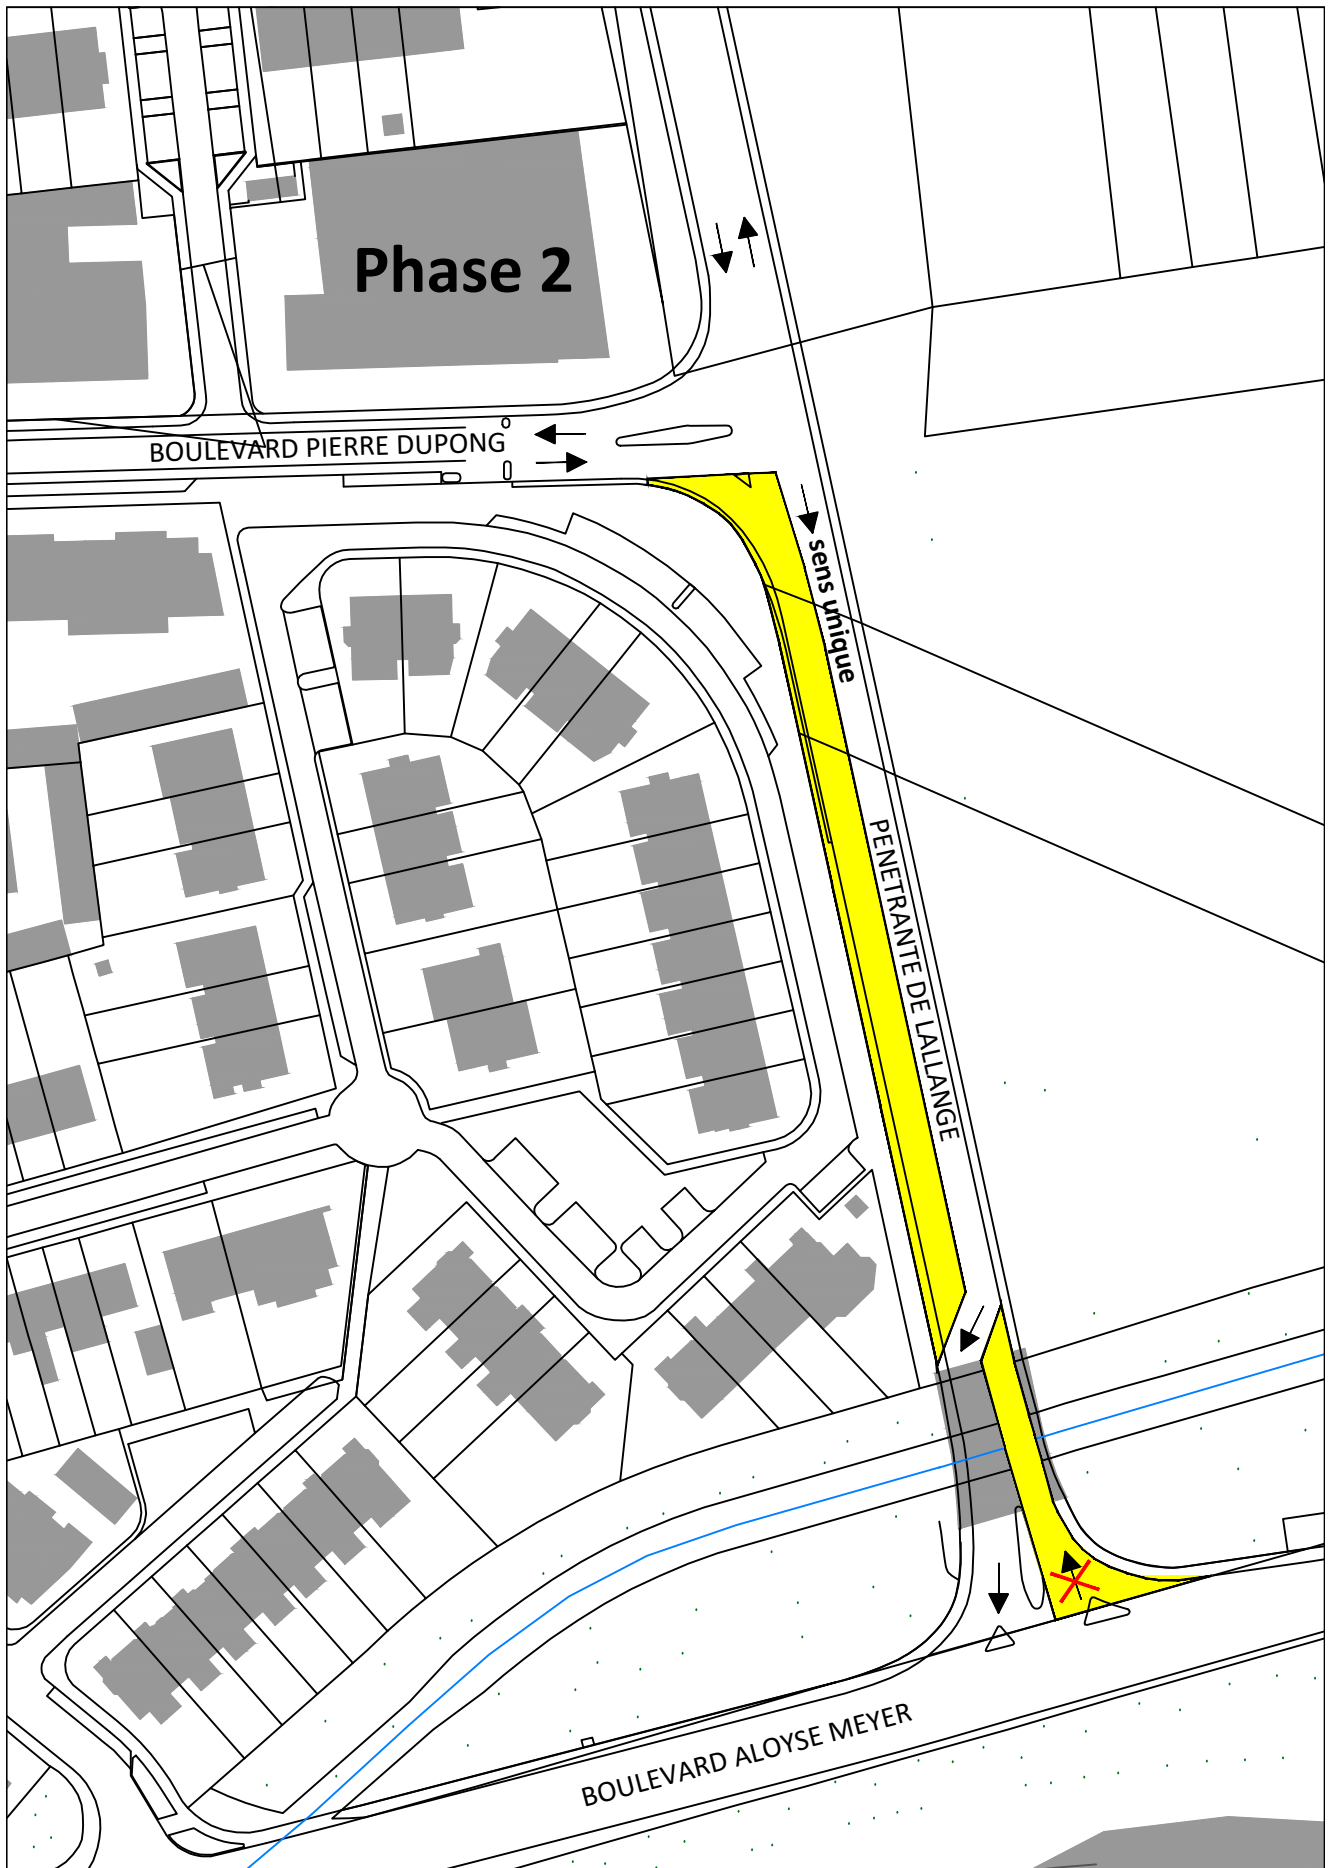 Phase 2
BOULEVARD PIERRE DUPONG
sens unique
PENETRANTE DE LALLANGE
BOULEVARD ALOYSE MEYER